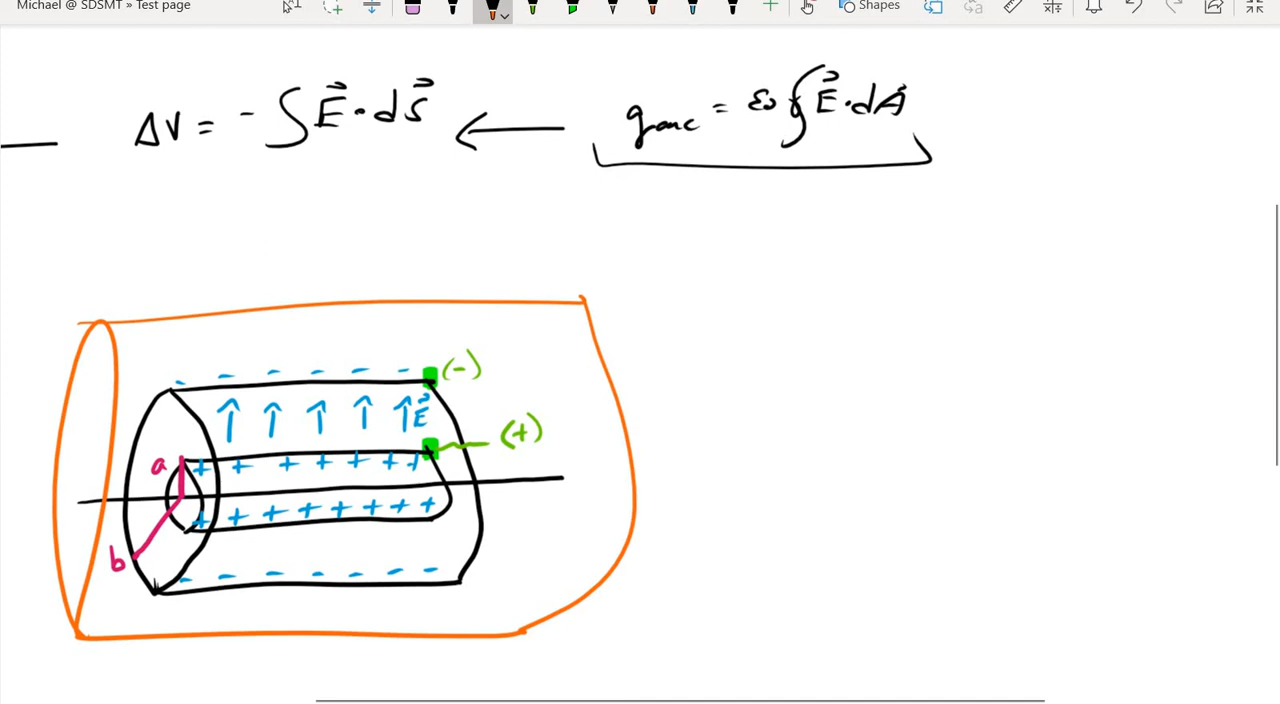 Michael @ SDSMT » Test page
Shapes
ΔV = - ∫ E⃗ · dS⃗ ← q_enc = ε₀ ∮ E⃗ · dA⃗
- - - - - - (-)
↑ ↑ ↑ ↑ ↑ E⃗
(+)
a + + + + + + +
+ + + + + + +
b
- - - - - - -